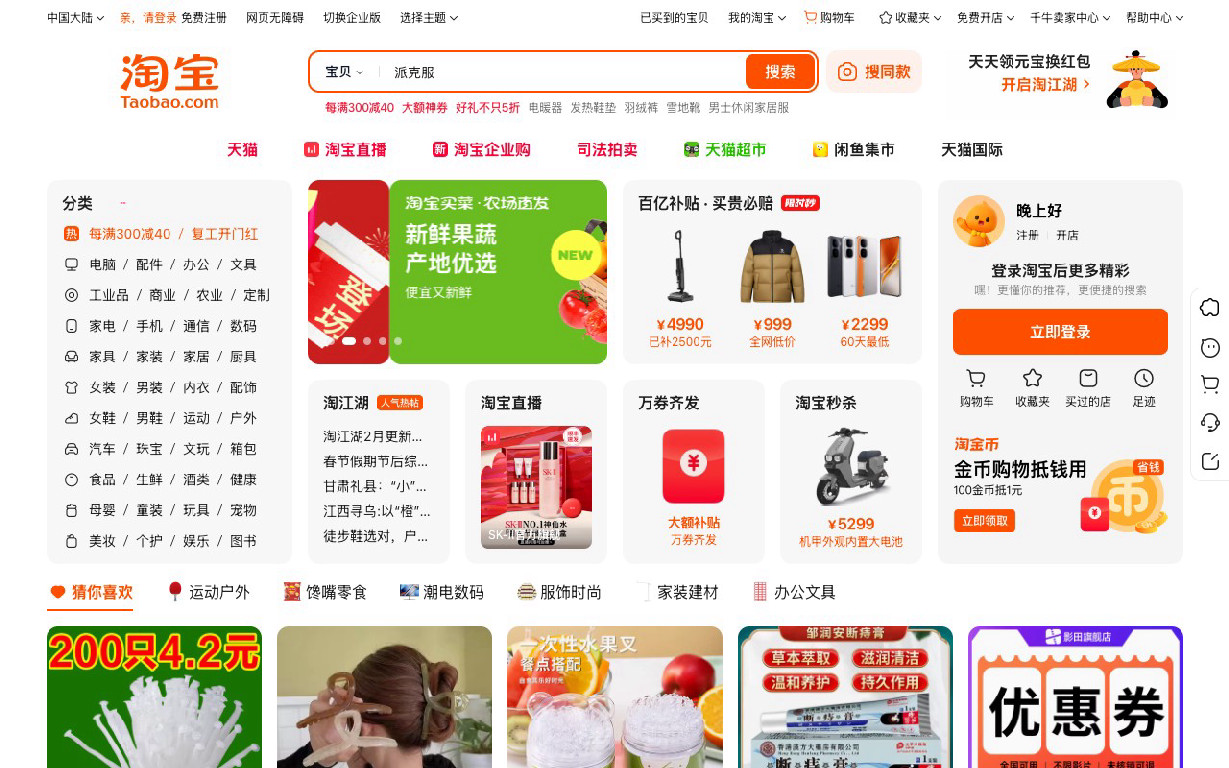 中国大陆 亲，请登录 免费注册 网页无障碍 切换企业版 选择主题 已买到的宝贝 我的淘宝 购物车 收藏夹 免费开店 千牛卖家中心 帮助中心
淘宝
Taobao.com
宝贝 派克服 搜索 搜同款
天天领元宝换红包
开启淘江湖
每满300减40 大额神券 好礼不只5折 电暖器 发热鞋垫 羽绒裤 雪地靴 男士休闲家居服
天猫 淘宝直播 新 淘宝企业购 司法拍卖 天猫超市 闲鱼集市 天猫国际
分类
热 每满300减40 / 复工开门红
电脑 / 配件 / 办公 / 文具
工业品 / 商业 / 农业 / 定制
家电 / 手机 / 通信 / 数码
家具 / 家装 / 家居 / 厨具
女装 / 男装 / 内衣 / 配饰
女鞋 / 男鞋 / 运动 / 户外
汽车 / 珠宝 / 文玩 / 箱包
食品 / 生鲜 / 酒类 / 健康
母婴 / 童装 / 玩具 / 宠物
美妆 / 个护 / 娱乐 / 图书
登场
淘宝买菜·农场速发
新鲜果蔬
产地优选
便宜又新鲜
NEW
百亿补贴·买贵必赔 限时秒
¥4990 ¥999 ¥2299
已补2500元 全网低价 60天最低
淘江湖 人气热帖
淘江湖2月更新...
春节假期节后综...
甘肃礼县：“小”...
江西寻乌:以“橙”...
徒步鞋选对，户...
淘宝直播
SK-II
万券齐发
大额补贴
万券齐发
淘宝秒杀
¥5299
机甲外观内置大电池
晚上好
注册 开店
登录淘宝后更多精彩
嘿！更懂你的推荐，更便捷的搜索
立即登录
购物车 收藏夹 买过的店 足迹
淘金币
金币购物抵钱用
100金币抵1元
立即领取
省钱
币
猜你喜欢 运动户外 馋嘴零食 潮电数码 服饰时尚 家装建材 办公文具
200只4.2元
一次性水果叉
餐点搭配
邹润安断痔膏
草本萃取 滋润清洁
温和养护 持久作用
断痔膏
影田旗舰店
优惠券